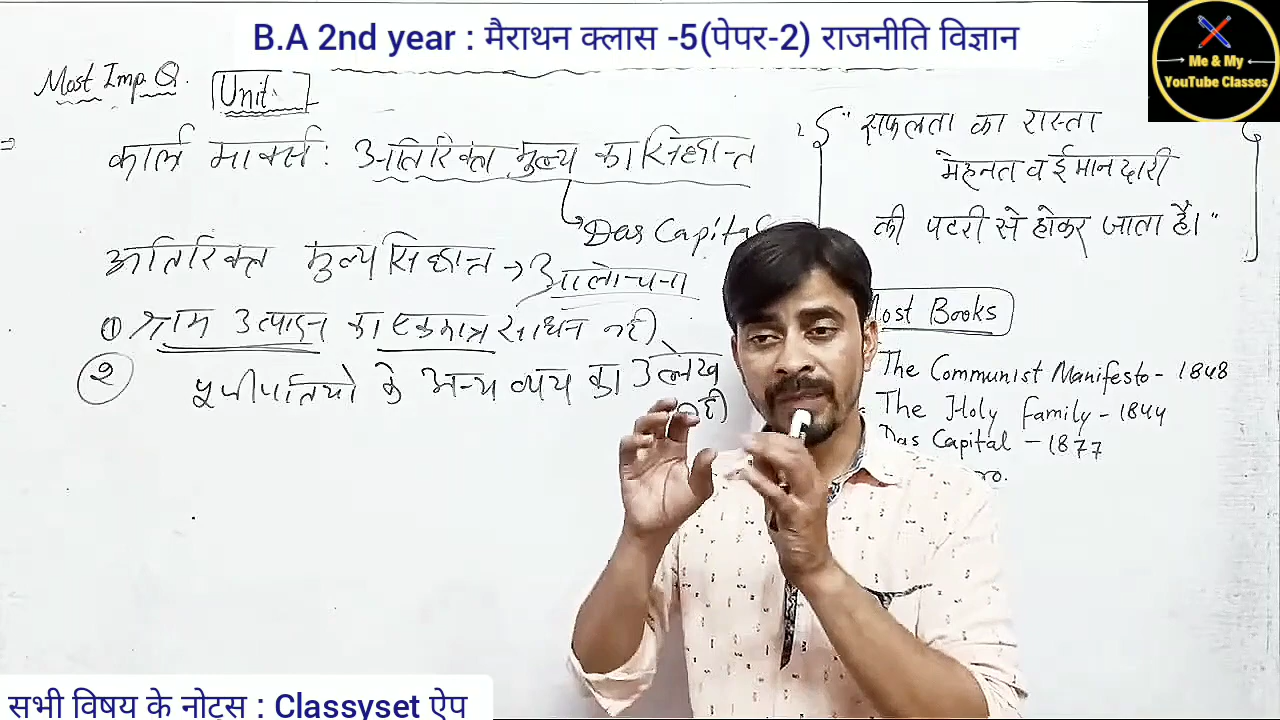 B.A 2nd year : मैराथन क्लास -5(पेपर-2) राजनीति विज्ञान
Me & My
YouTube Classes
Most Imp Q.
Unit
कार्ल मार्क्स : अतिरिक्त मुल्य का सिद्धान्त
Das Capital
अतिरिक्त मुल्य सिद्धान्त → आलोचना
① श्रम उत्पादन का एकमात्र साधन नहीं
② पूंजीपतियो के अन्य व्यय का उल्लेख
नहीं
"सफलता का रास्ता
मेहनत व ईमानदारी
की पटरी से होकर जाता है।"
Most Books
The Communist Manifesto - 1848
The Holy family - 1844
Das Capital - 1877
सभी विषय के नोट्स : Classyset ऐप